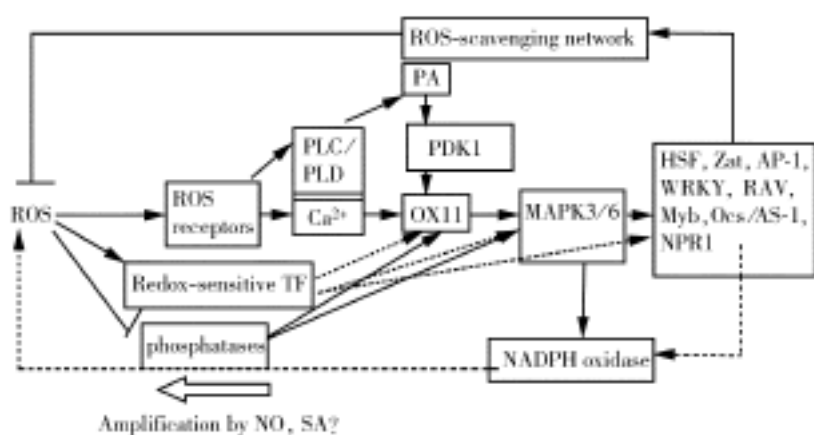 ROS-scavenging network
PA
PLC/
PLD
PDK1
HSF, Zat, AP-1,
WRKY, RAV,
Myb,Ocs/AS-1,
NPR1
ROS
ROS
receptors
Ca²⁺
OX11
MAPK3/6
Redox-sensitive TF
phosphatases
NADPH oxidase
Amplification by NO, SA?